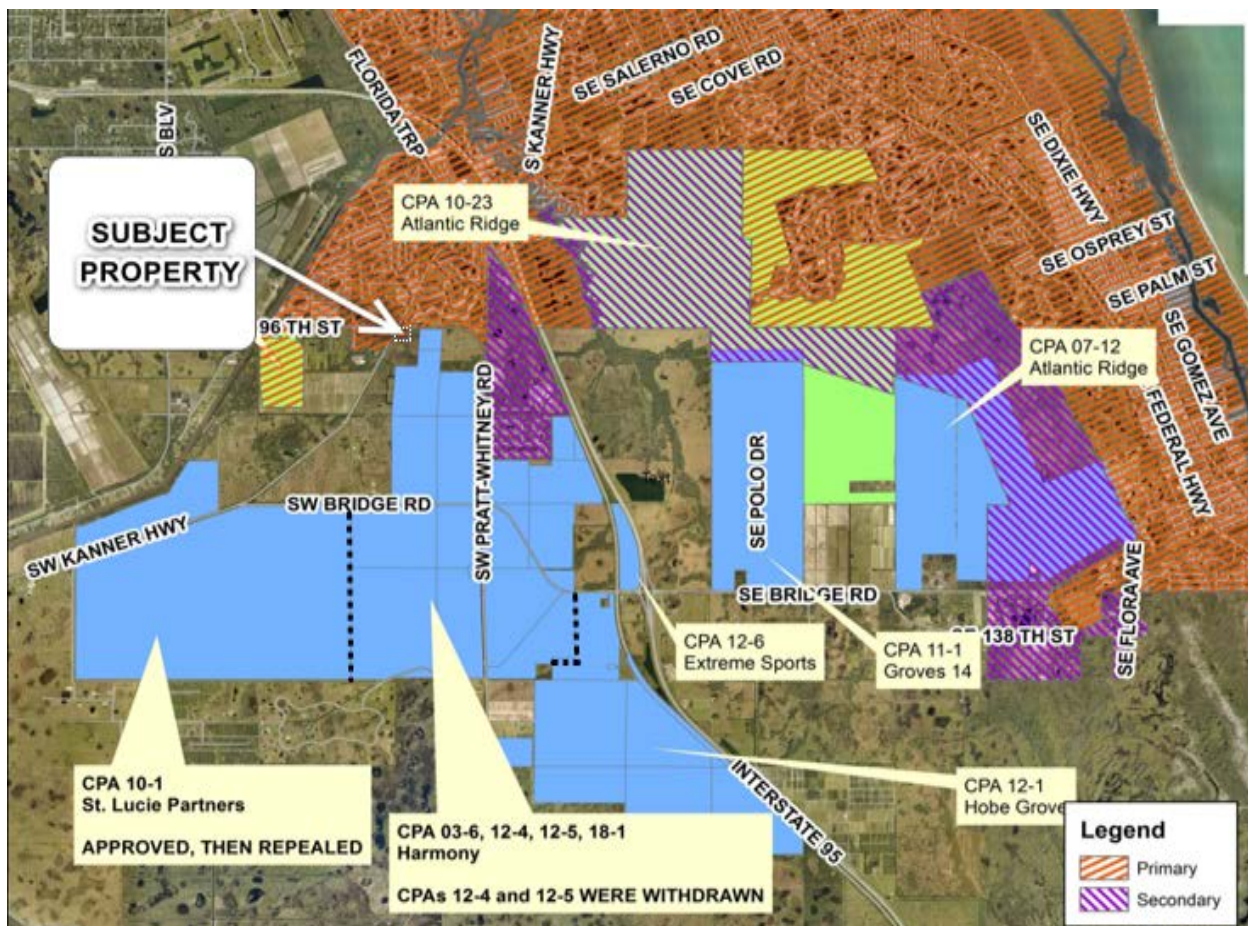 S BLV
FLORIDA TRP
S KANNER HWY
SE SALERNO RD
SE COVE RD
SE DIXIE HWY
SE OSPREY ST
SE PALM ST
SE GOMEZ AVE
FEDERAL HWY
SUBJECT
PROPERTY
96 TH ST
CPA 10-23
Atlantic Ridge
CPA 07-12
Atlantic Ridge
SW KANNER HWY
SW BRIDGE RD
SW PRATT-WHITNEY RD
Text
SE POLO DR
SE BRIDGE RD
SE 138 TH ST
SE FLORA AVE
CPA 12-6
Extreme Sports
CPA 11-1
Groves 14
CPA 12-1
Hobe Grove
INTERSTATE 95
CPA 10-1
St. Lucie Partners
APPROVED, THEN REPEALED
CPA 03-6, 12-4, 12-5, 18-1
Harmony
CPAs 12-4 and 12-5 WERE WITHDRAWN
Legend
Primary
Secondary